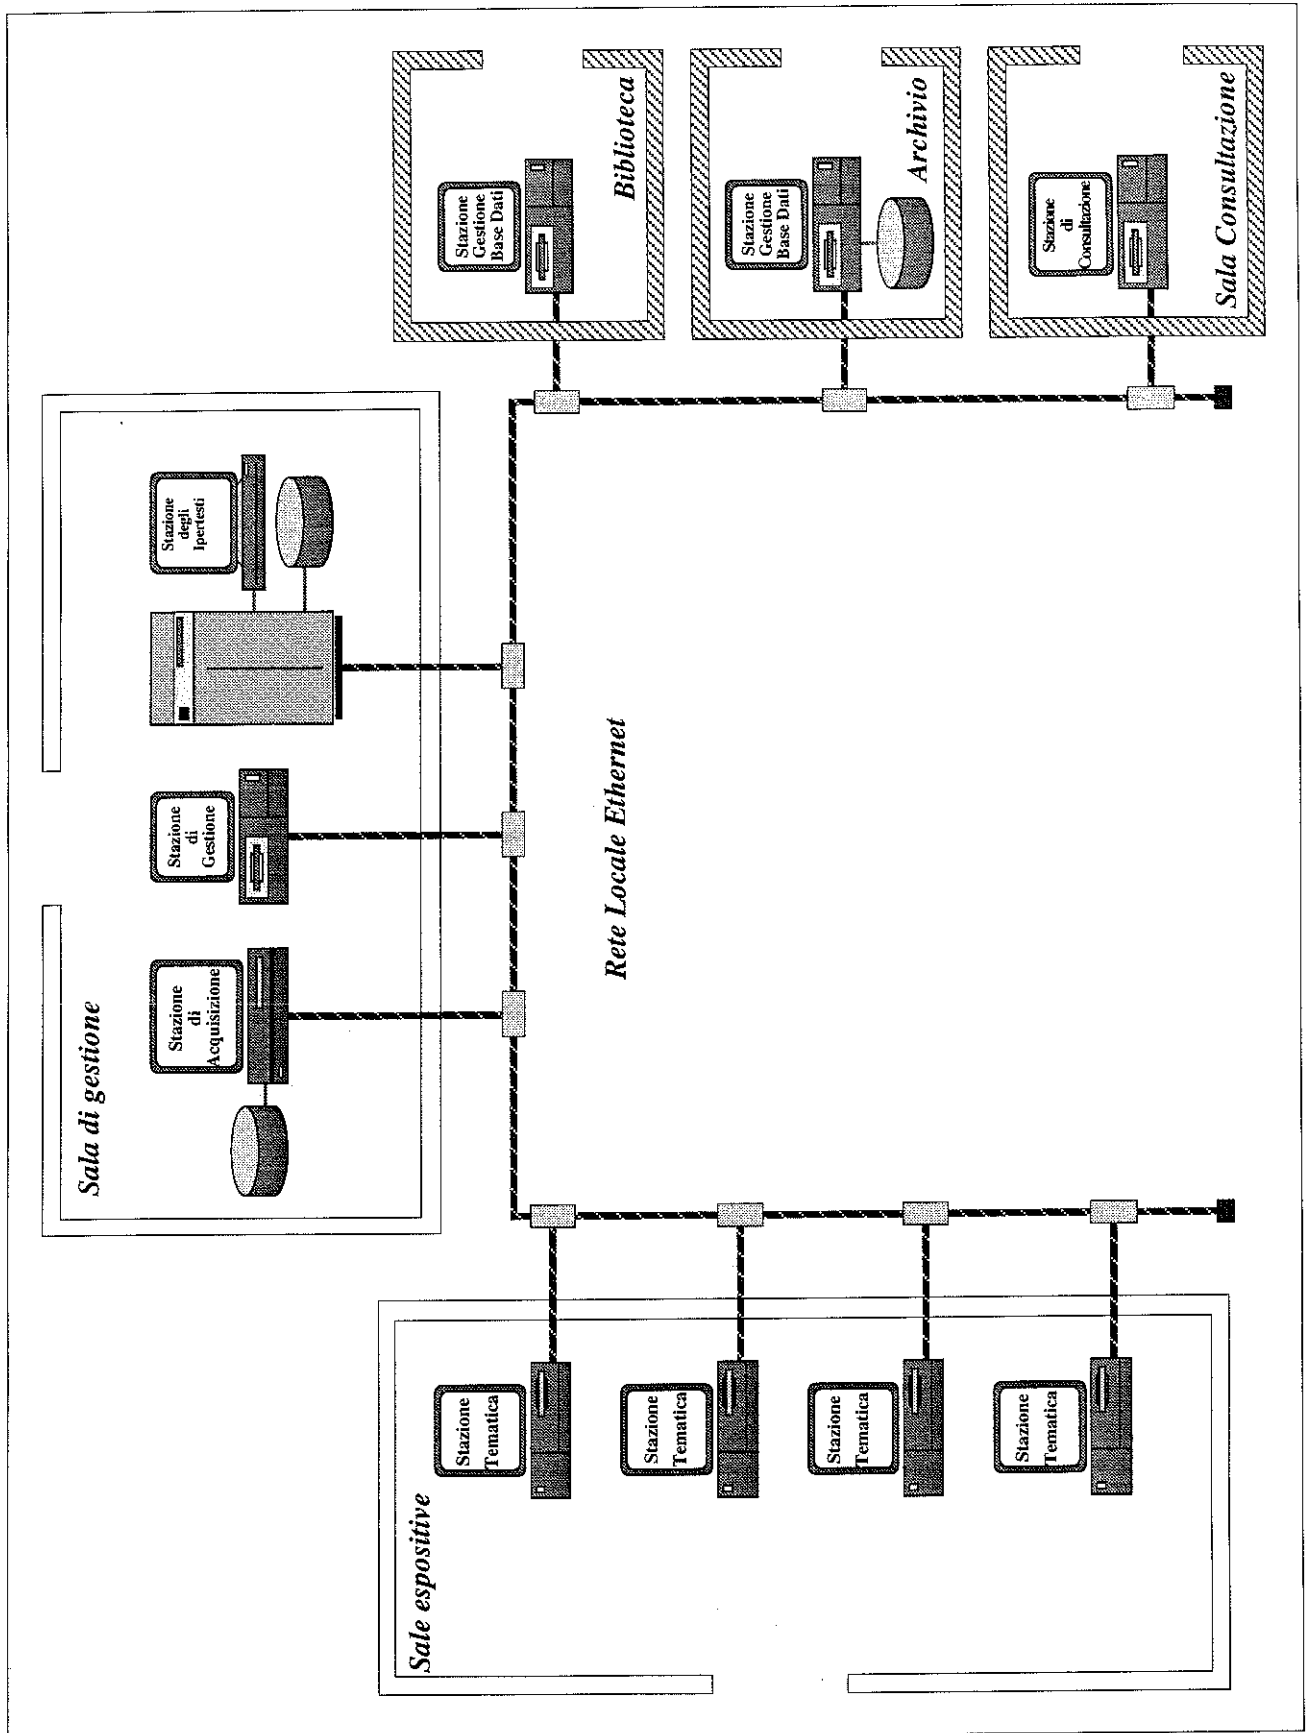 Sala di gestione
Stazione
di
Acquisizione
Stazione
di
Gestione
Stazione
degli
Ipertesti
Sale espositive
Stazione
Tematica
Stazione
Tematica
Stazione
Tematica
Stazione
Tematica
Rete Locale Ethernet
Stazione
Gestione
Base Dati
Biblioteca
Stazione
Gestione
Base Dati
Archivio
Stazione
di
Consultazione
Sala Consultazione